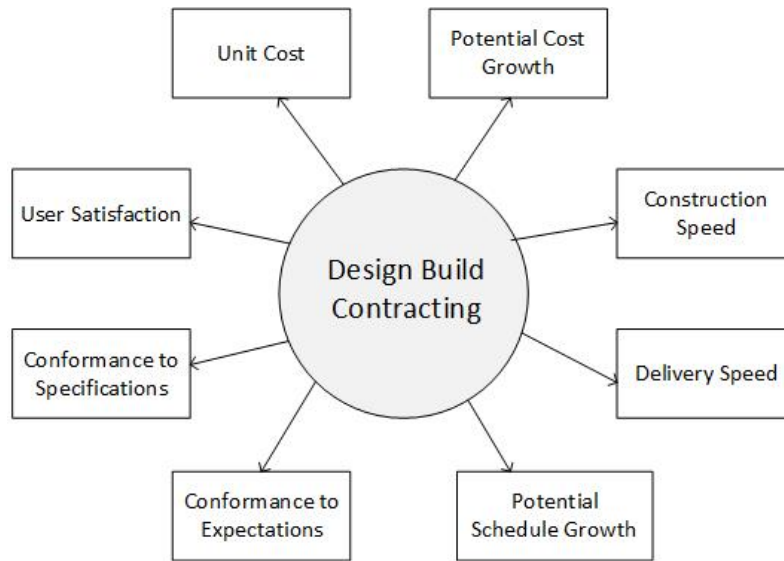 Unit Cost
Potential Cost
Growth
User Satisfaction
Construction
Speed
Design Build
Contracting
Conformance to
Specifications
Delivery Speed
Conformance to
Expectations
Potential
Schedule Growth